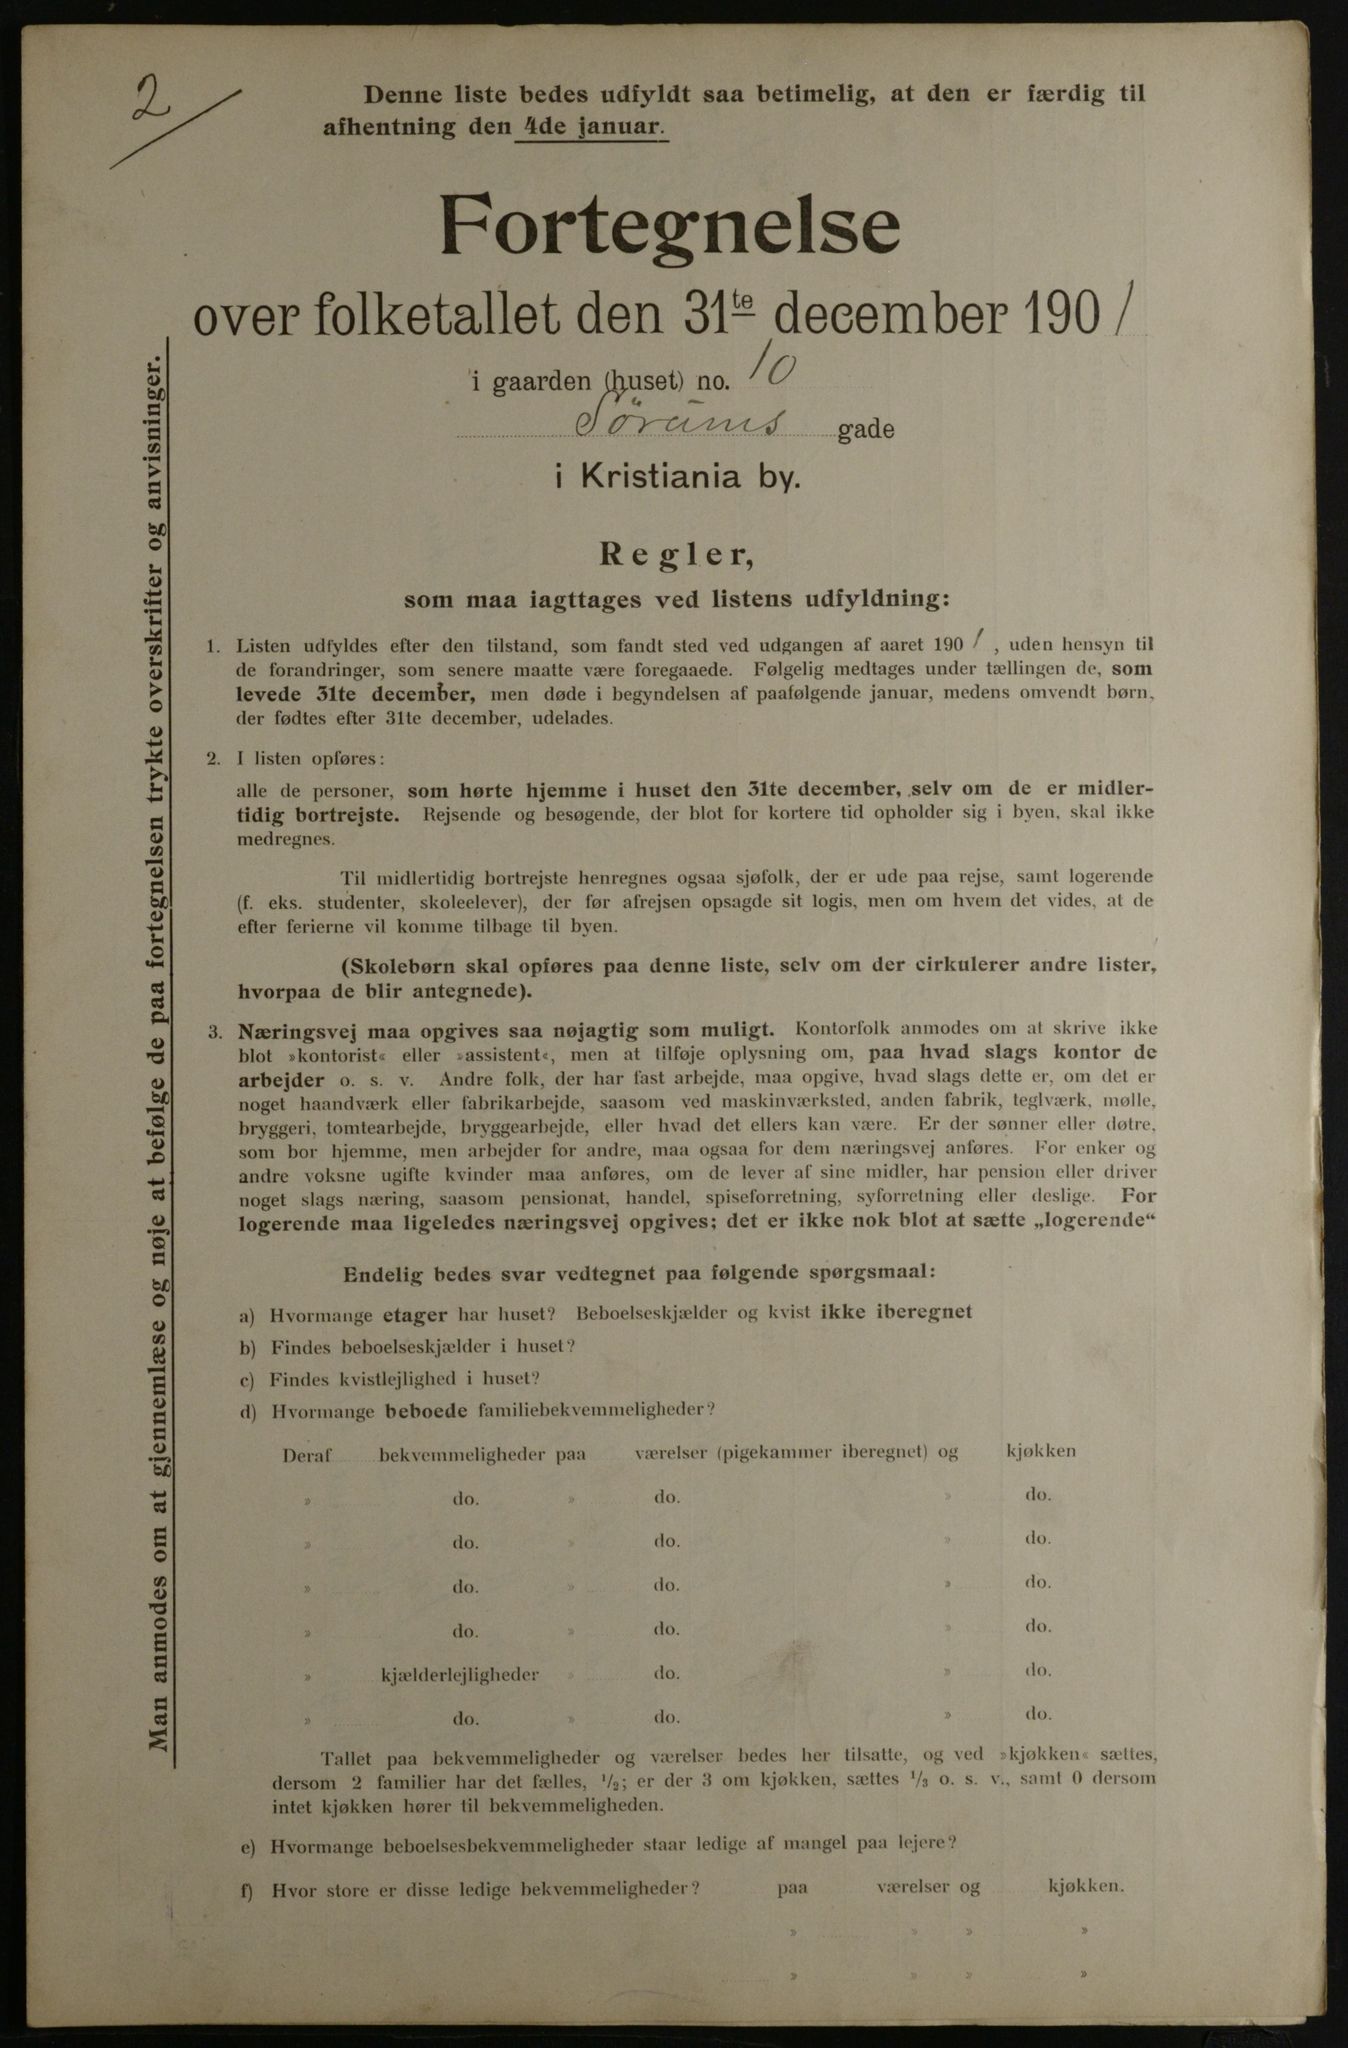 2
Denne liste bedes udfyldt saa betimelig, at den er færdig til
afhentning den 4de januar.
Fortegnelse
over folketallet den 31te december 1901
i gaarden (huset) no. 10
Sörums gade
i Kristiania by.
Regler,
som maa iagttages ved listens udfyldning:
1. Listen udfyldes efter den tilstand, som fandt sted ved udgangen af aaret 1901, uden hensyn til
de forandringer, som senere maatte være foregaaede. Følgelig medtages under tællingen de, som
levede 31te december, men døde i begyndelsen af paafølgende januar, medens omvendt børn,
der fødtes efter 31te december, udelades.
2. I listen opføres:
alle de personer, som hørte hjemme i huset den 31te december, selv om de er midler-
tidig bortrejste. Rejsende og besøgende, der blot for kortere tid opholder sig i byen, skal ikke
medregnes.
Til midlertidig bortrejste henregnes ogsaa sjøfolk, der er ude paa rejse, samt logerende
(f. eks. studenter, skoleelever), der før afrejsen opsagde sit logis, men om hvem det vides, at de
efter ferierne vil komme tilbage til byen.
(Skolebørn skal opføres paa denne liste, selv om der cirkulerer andre lister,
hvorpaa de blir antegnede).
3. Næringsvej maa opgives saa nøjagtig som muligt. Kontorfolk anmodes om at skrive ikke
blot »kontorist« eller »assistent«, men at tilføje oplysning om, paa hvad slags kontor de
arbejder o. s. v. Andre folk, der har fast arbejde, maa opgive, hvad slags dette er, om det er
noget haandværk eller fabrikarbejde, saasom ved maskinværksted, anden fabrik, teglværk, mølle,
bryggeri, tomtearbejde, bryggearbejde, eller hvad det ellers kan være. Er der sønner eller døtre,
som bor hjemme, men arbejder for andre, maa ogsaa for dem næringsvej anføres. For enker og
andre voksne ugifte kvinder maa anføres, om de lever af sine midler, har pension eller driver
noget slags næring, saasom pensionat, handel, spiseforretning, syforretning eller deslige. For
logerende maa ligeledes næringsvej opgives; det er ikke nok blot at sætte „logerende“
Endelig bedes svar vedtegnet paa følgende spørgsmaal:
a) Hvormange etager har huset? Beboelseskjælder og kvist ikke iberegnet
b) Findes beboelseskjælder i huset?
c) Findes kvistlejlighed i huset?
d) Hvormange beboede familiebekvemmeligheder?
Deraf bekvemmeligheder paa værelser (pigekammer iberegnet) og kjøkken
» do. » do. » do.
» do. » do. » do.
» do. » do. » do.
» do. » do. » do.
» kjælderlejligheder » do. » do.
» do. » do. » do.
Tallet paa bekvemmeligheder og værelser bedes her tilsatte, og ved »kjøkken« sættes,
dersom 2 familier har det fælles, 1/2; er der 3 om kjøkken, sættes 1/3 o. s. v., samt 0 dersom
intet kjøkken hører til bekvemmeligheden.
e) Hvormange beboelsesbekvemmeligheder staar ledige af mangel paa lejere?
f) Hvor store er disse ledige bekvemmeligheder? paa værelser og kjøkken.
» » » »
» » » »
Man anmodes om at gjennemlæse og nøje at befølge de paa fortegnelsen trykte overskrifter og anvisninger.